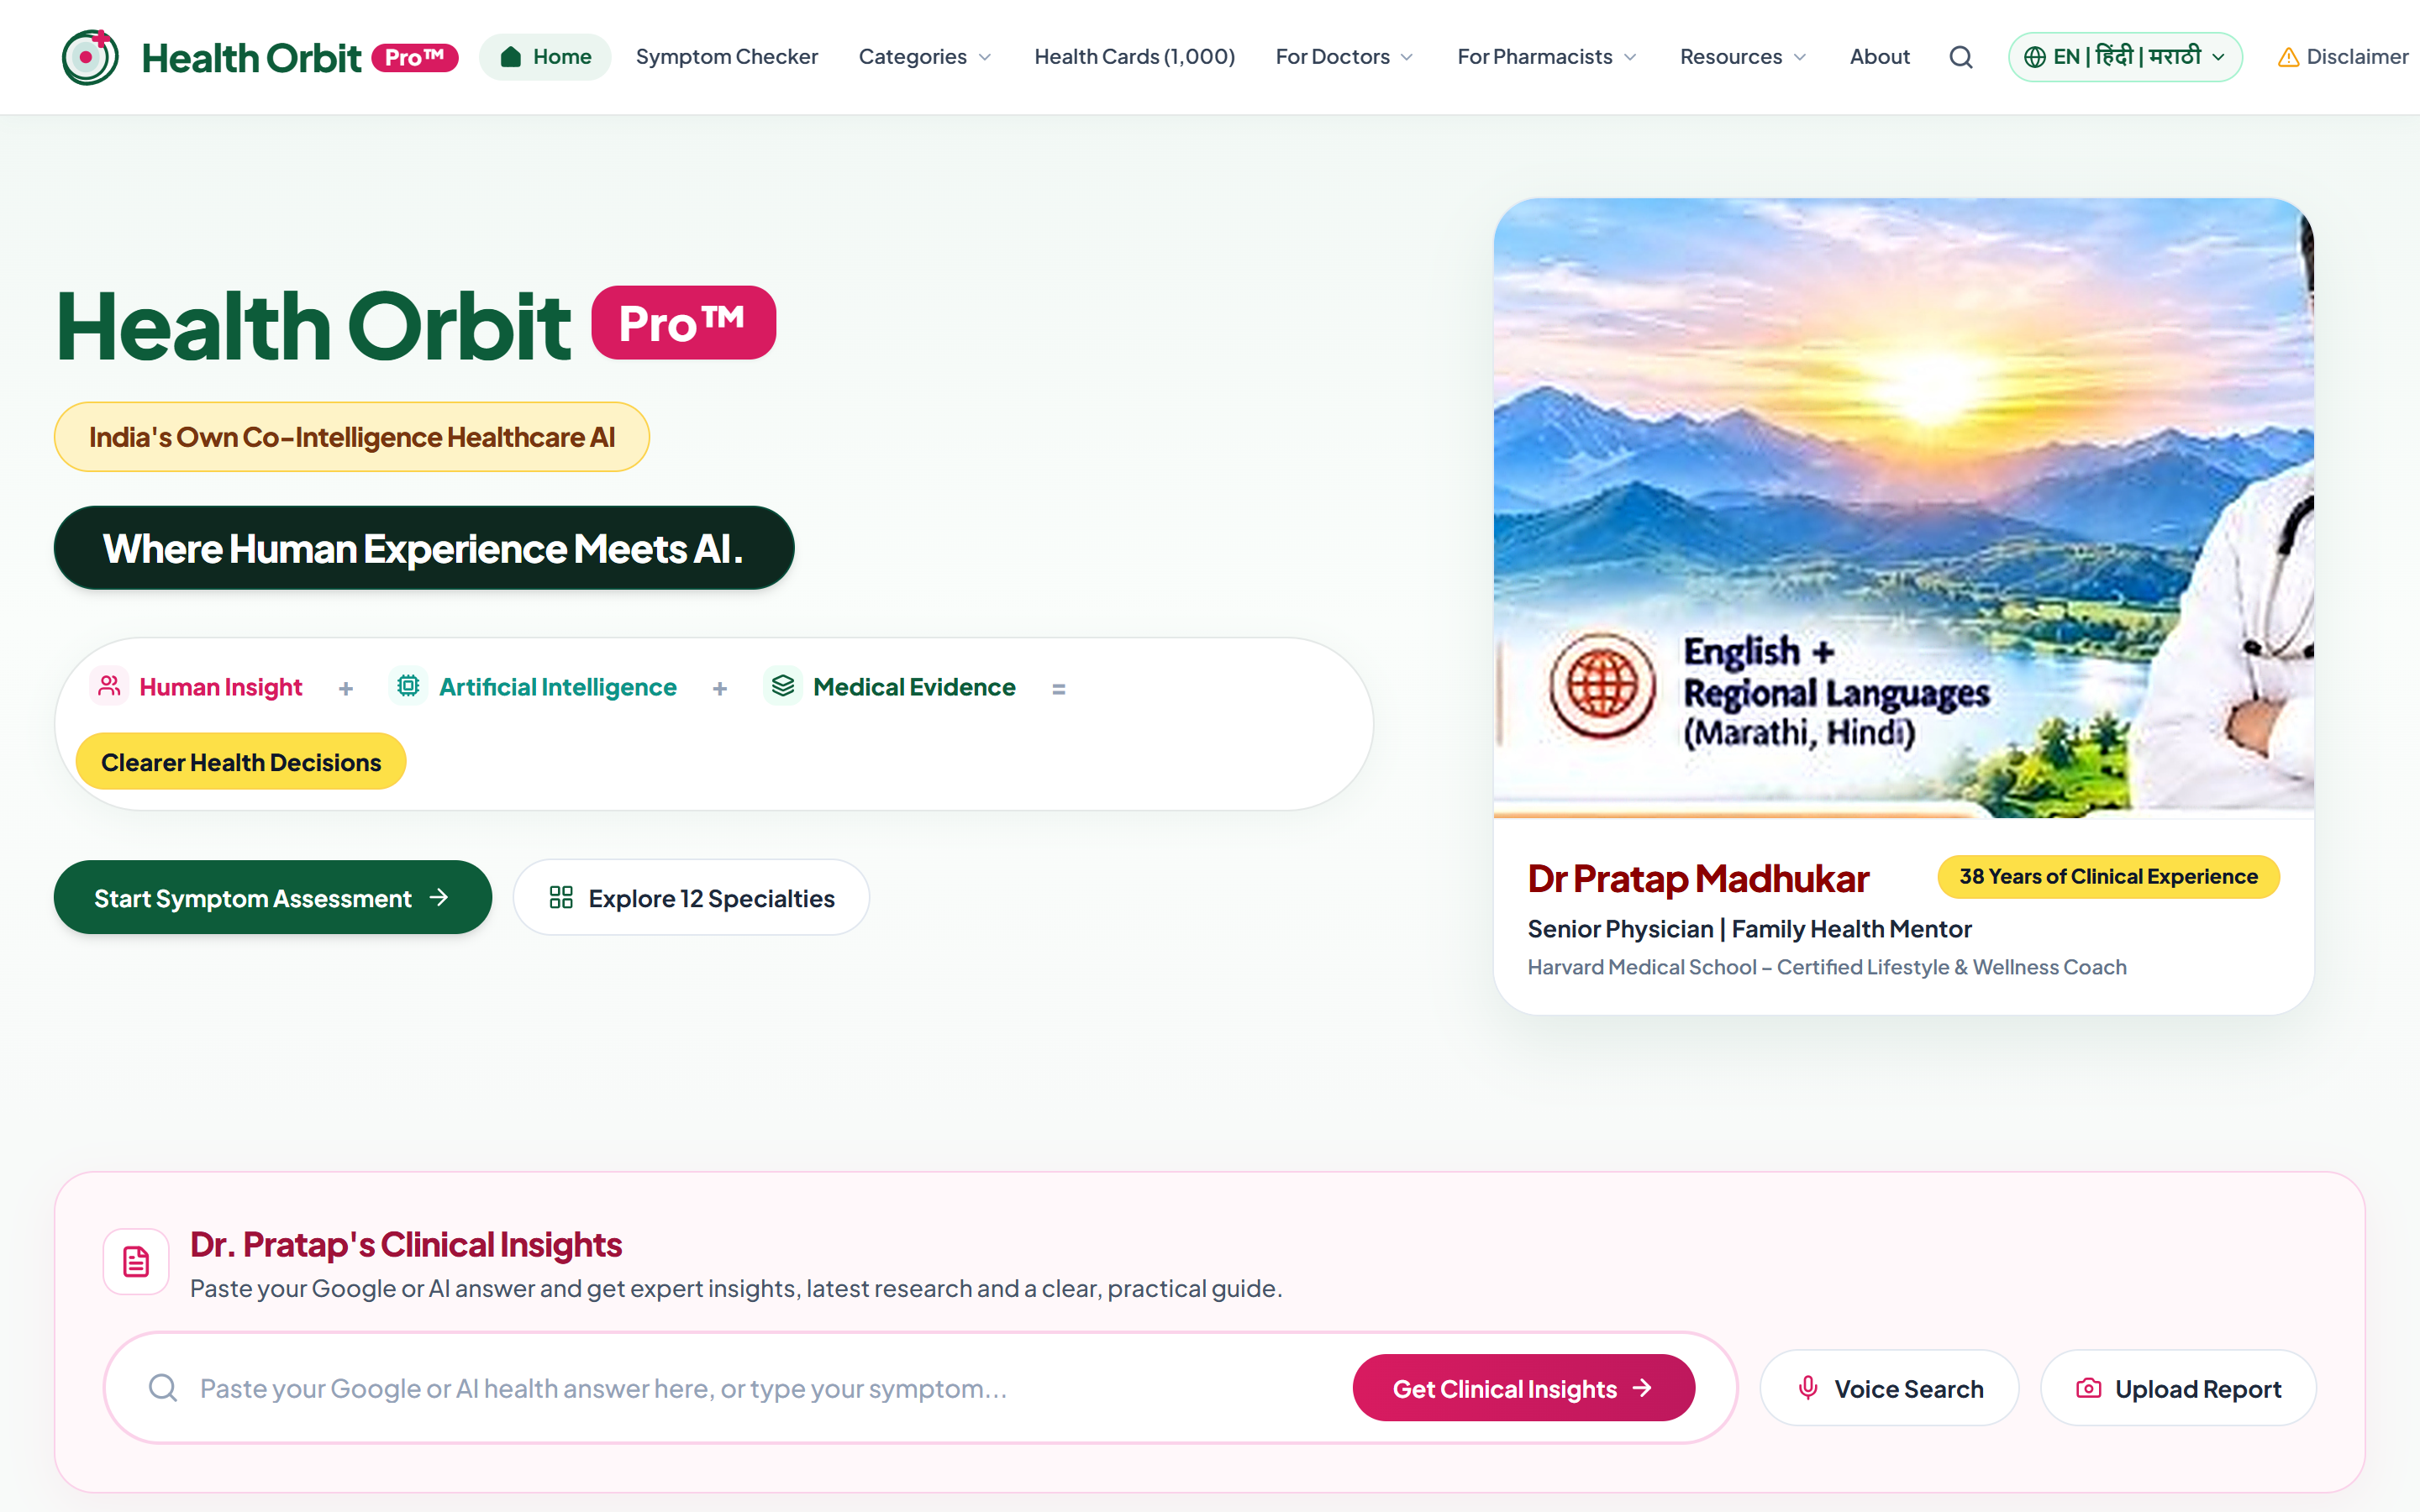 Health Orbit Pro™ Home Symptom Checker Categories Health Cards (1,000) For Doctors For Pharmacists Resources About EN | हिंदी | मराठी Disclaimer
Health Orbit Pro™
India's Own Co-Intelligence Healthcare AI
Where Human Experience Meets AI.
Human Insight + Artificial Intelligence + Medical Evidence =
Clearer Health Decisions
Start Symptom Assessment → Explore 12 Specialties
English +
Regional Languages
(Marathi, Hindi)
Dr Pratap Madhukar 38 Years of Clinical Experience
Senior Physician | Family Health Mentor
Harvard Medical School – Certified Lifestyle & Wellness Coach
Dr. Pratap's Clinical Insights
Paste your Google or AI answer and get expert insights, latest research and a clear, practical guide.
Paste your Google or AI health answer here, or type your symptom... Get Clinical Insights → Voice Search Upload Report